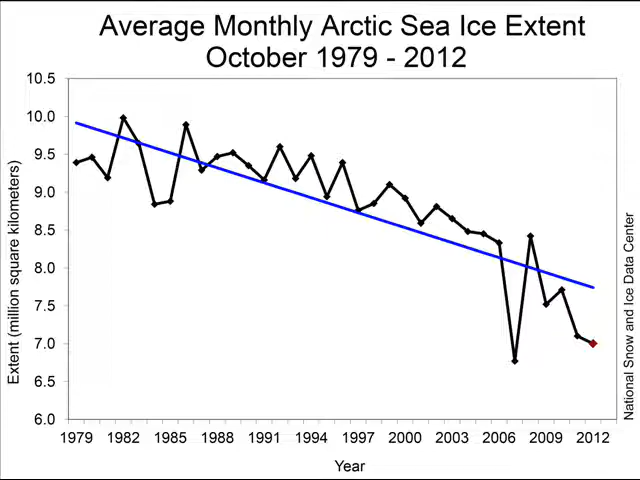 Average Monthly Arctic Sea Ice Extent
October 1979 - 2012
10.5
10.0
9.5
9.0
8.5
8.0
7.5
7.0
6.5
6.0
Extent (million square kilometers)
1979 1982 1985 1988 1991 1994 1997 2000 2003 2006 2009 2012
Year
National Snow and Ice Data Center